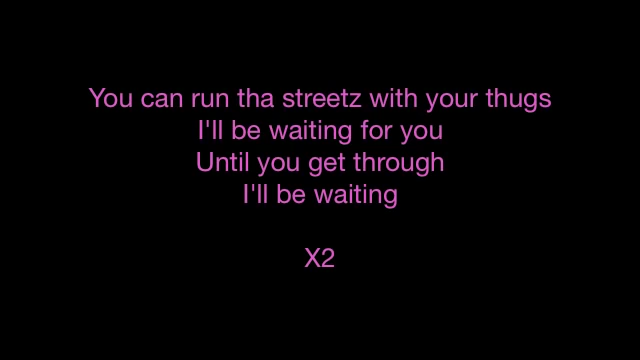 You can run tha streetz with your thugs
I'll be waiting for you
Until you get through
I'll be waiting
X2